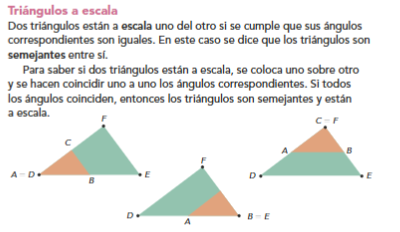 Triángulos a escala
Dos triángulos están a escala uno del otro si se cumple que sus ángulos
correspondientes son iguales. En este caso se dice que los triángulos son
semejantes entre sí.
Para saber si dos triángulos están a escala, se coloca uno sobre otro
y se hacen coincidir uno a uno los ángulos correspondientes. Si todos
los ángulos coinciden, entonces los triángulos son semejantes y están
a escala.
F
C
A = D
B
E
F
D
A
B = E
C = F
A
B
D
E